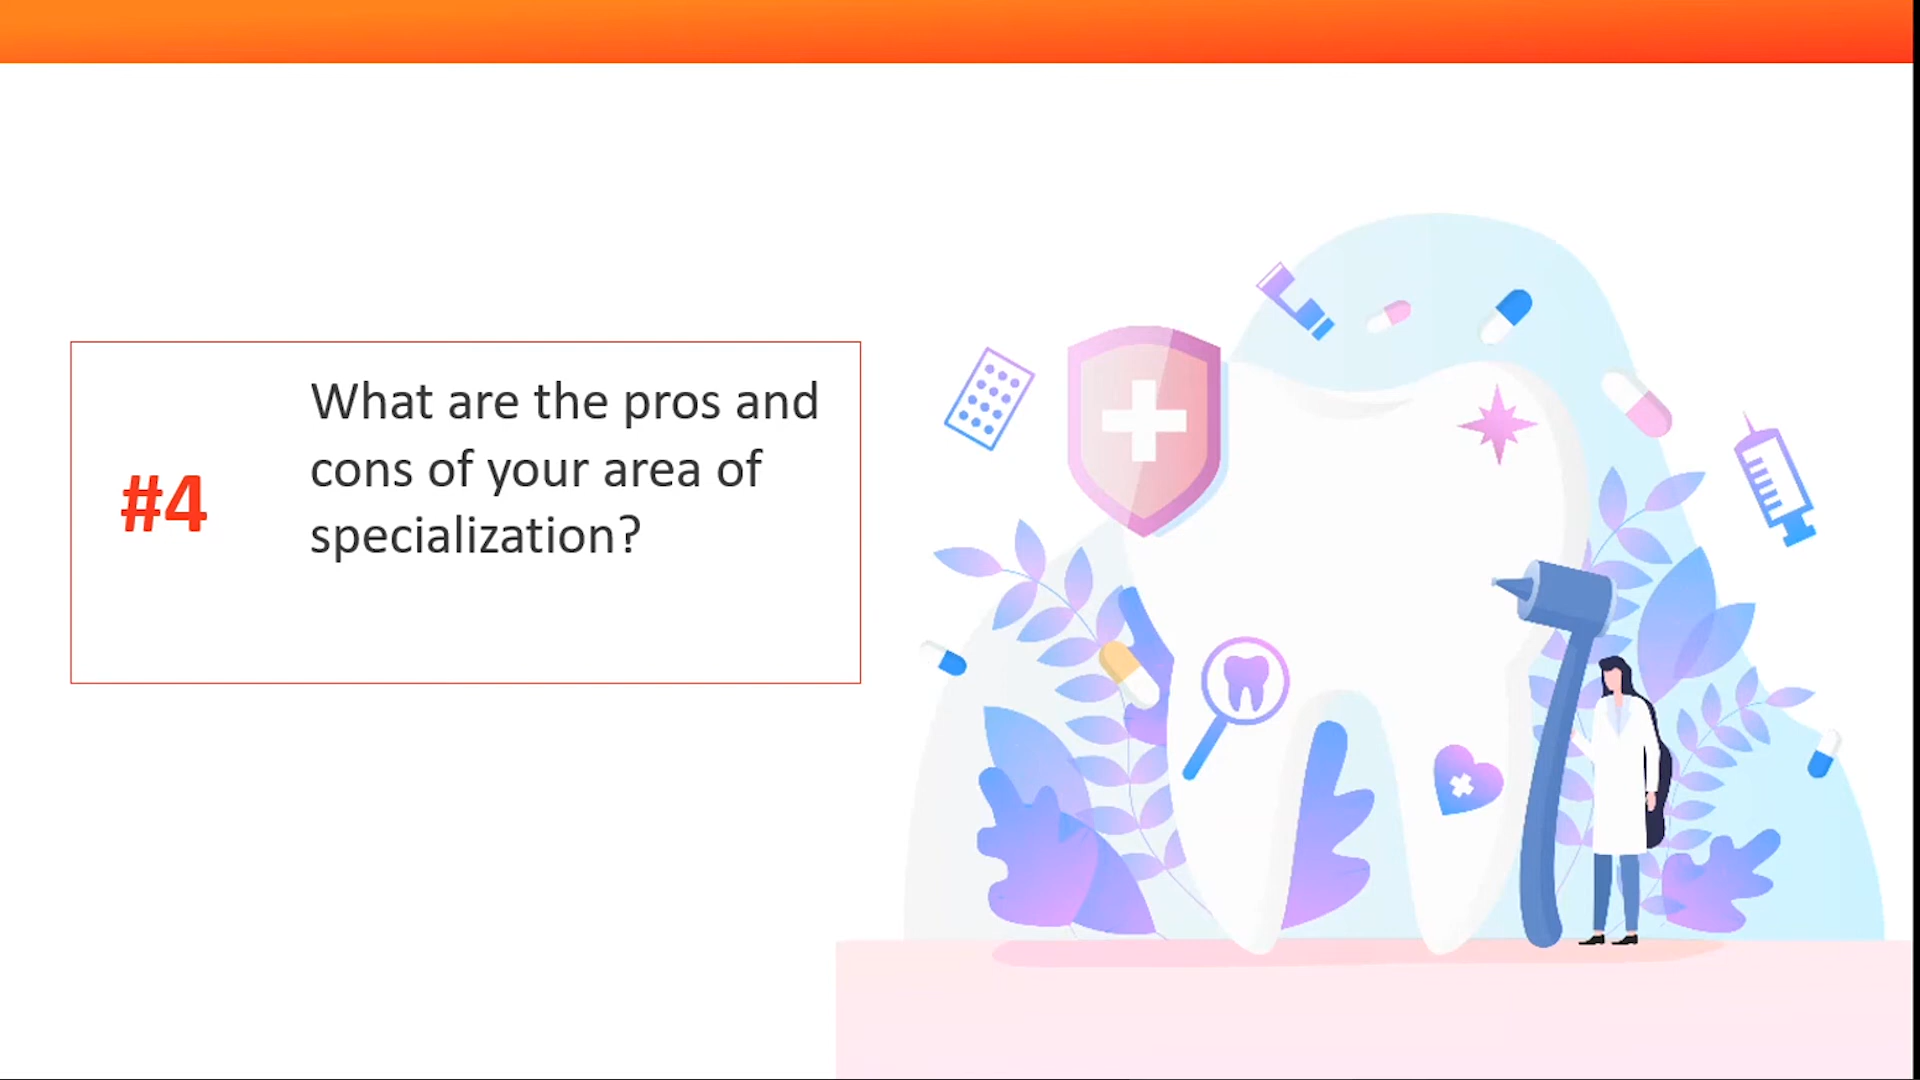 #4
What are the pros and
cons of your area of
specialization?